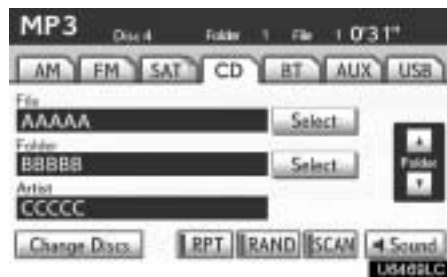 MP3 Disc 4 Folder 1 File 1 0'31"
AM FM SAT CD BT AUX USB
File
AAAAA Select
Folder
BBBBB Select
Folder
Artist
CCCCC
Change Discs RPT RAND SCAN Sound
U6469LC